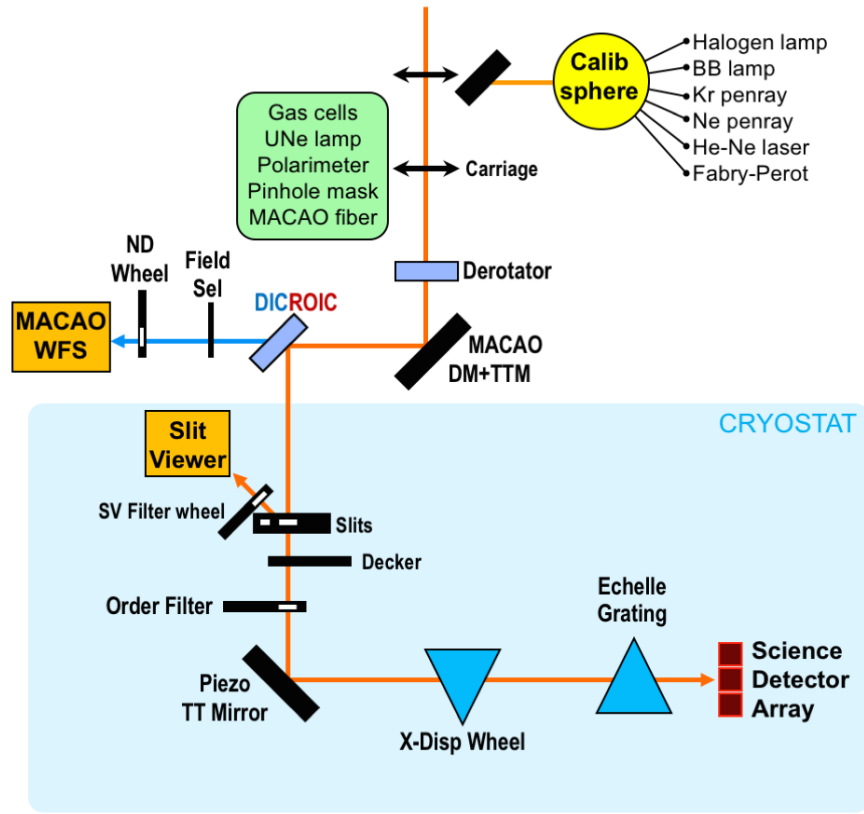 Halogen lamp
BB lamp
Kr penray
Ne penray
He-Ne laser
Fabry-Perot
Calib
sphere
Gas cells
UNe lamp
Polarimeter
Pinhole mask
MACAO fiber
Carriage
Derotator
ND
Wheel
Field
Sel
DICROIC
MACAO
WFS
MACAO
DM+TTM
CRYOSTAT
Slit
Viewer
SV Filter wheel
Slits
Decker
Order Filter
Echelle
Grating
Piezo
TT Mirror
X-Disp Wheel
Science
Detector
Array